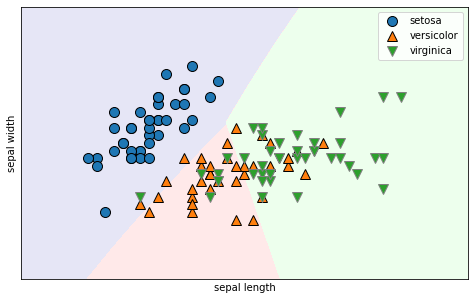 setosa
versicolor
virginica
sepal width
sepal length